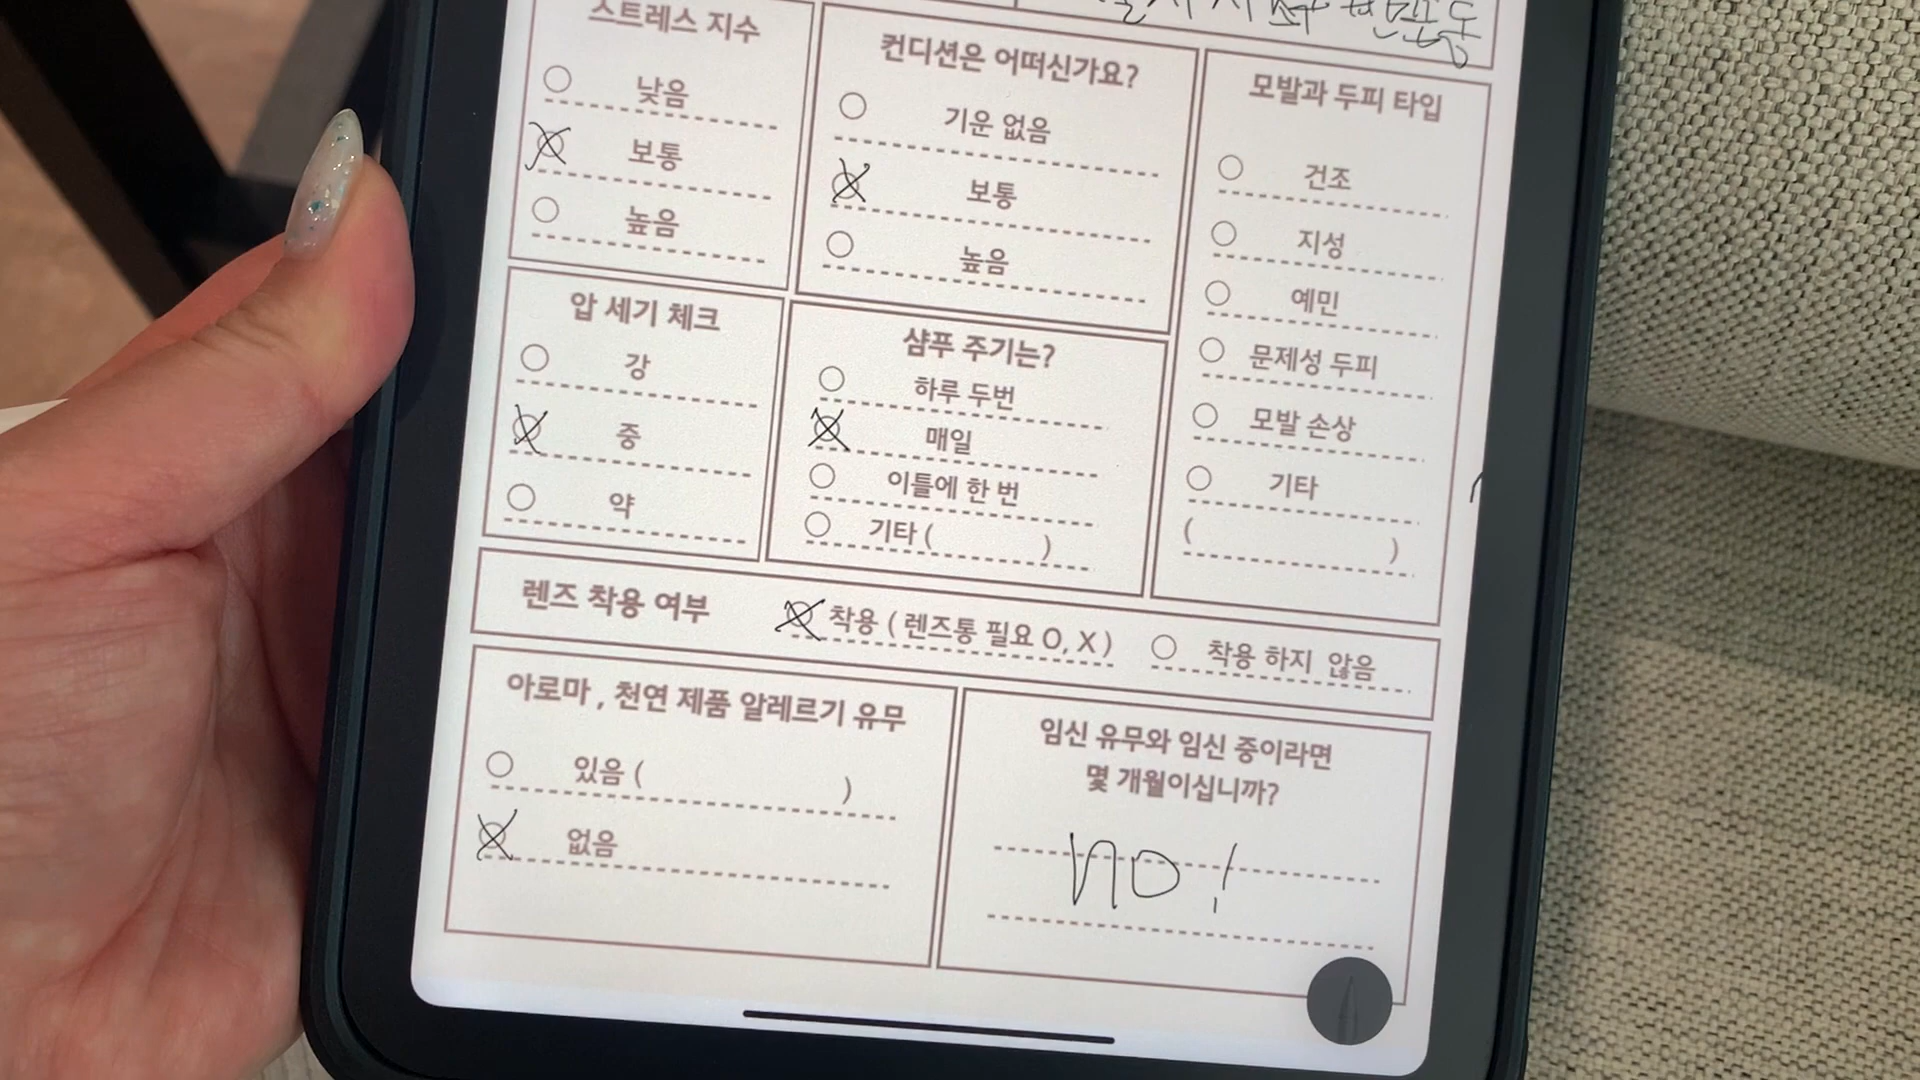 스트레스 지수
낮음
보통
높음
컨디션은 어떠신가요?
기운 없음
보통
높음
모발과 두피 타입
건조
지성
예민
문제성 두피
모발 손상
기타
( )
압 세기 체크
강
중
약
샴푸 주기는?
하루 두번
매일
이틀에 한 번
기타 ( )
렌즈 착용 여부
착용 ( 렌즈통 필요 O, X )
착용 하지 않음
아로마 , 천연 제품 알레르기 유무
있음 ( )
없음
임신 유무와 임신 중이라면
몇 개월이십니까?
no!